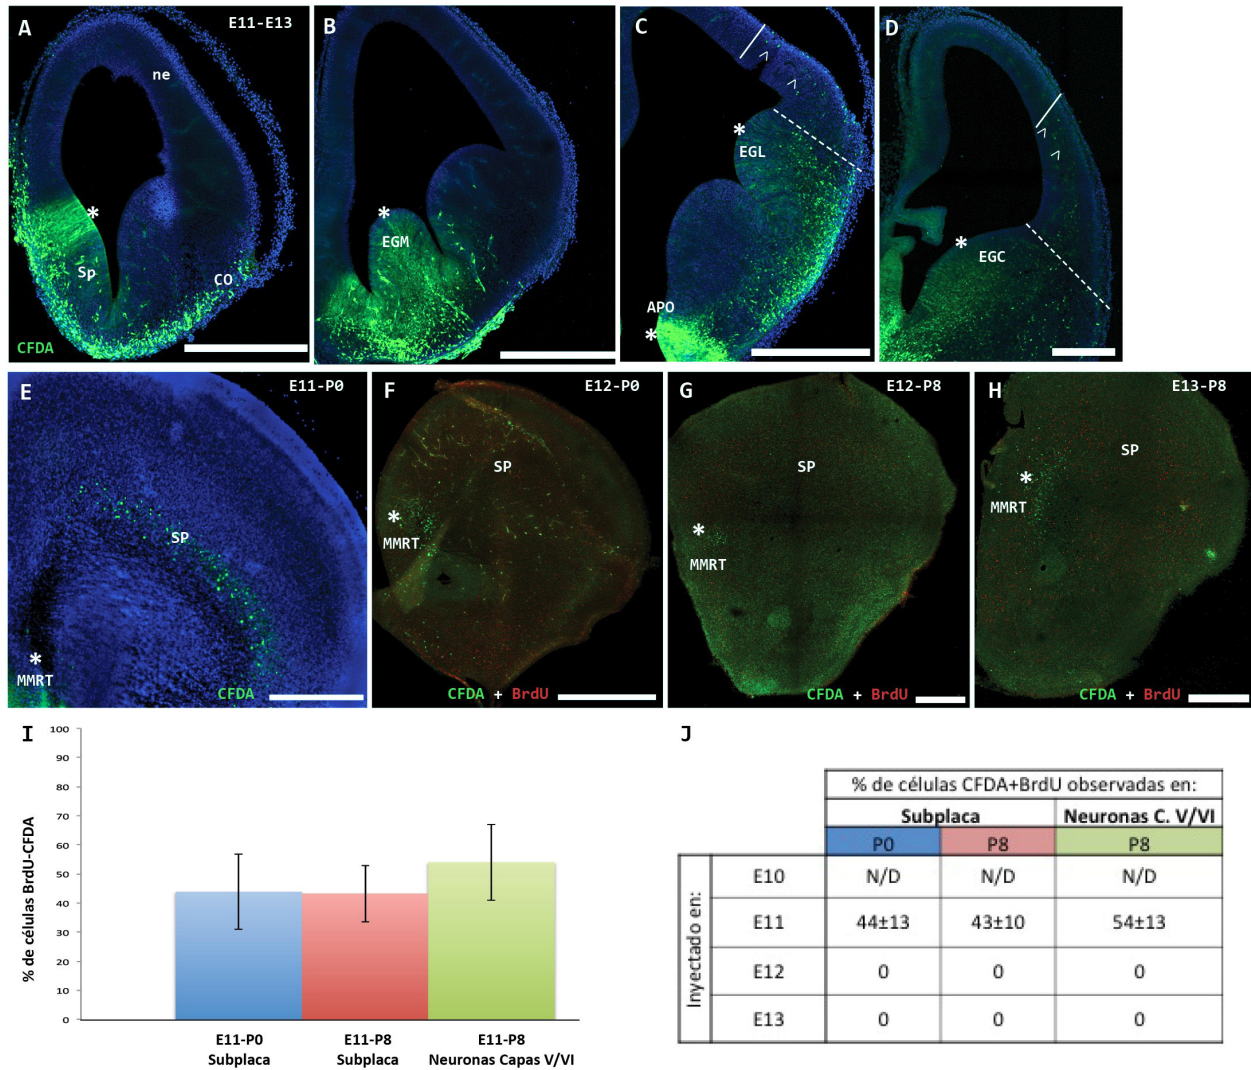 A
E11-E13
ne
*
Sp
CO
CFDA
B
*
EGM
C
^
^
*
EGL
APO
*
D
^
^
*
EGC
E
E11-P0
SP
*
MMRT
CFDA
F
E12-P0
SP
*
MMRT
CFDA + BrdU
G
E12-P8
SP
*
MMRT
CFDA + BrdU
H
E13-P8
SP
*
MMRT
CFDA + BrdU
I
% de células BrdU-CFDA
100
90
80
70
60
50
40
30
20
10
0
E11-P0
Subplaca
E11-P8
Subplaca
E11-P8
Neuronas Capas V/VI
J
% de células CFDA+BrdU observadas en:
Subplaca Neuronas C. V/VI
P0 P8 P8
Inyectado en:
E10 N/D N/D N/D
E11 44±13 43±10 54±13
E12 0 0 0
E13 0 0 0